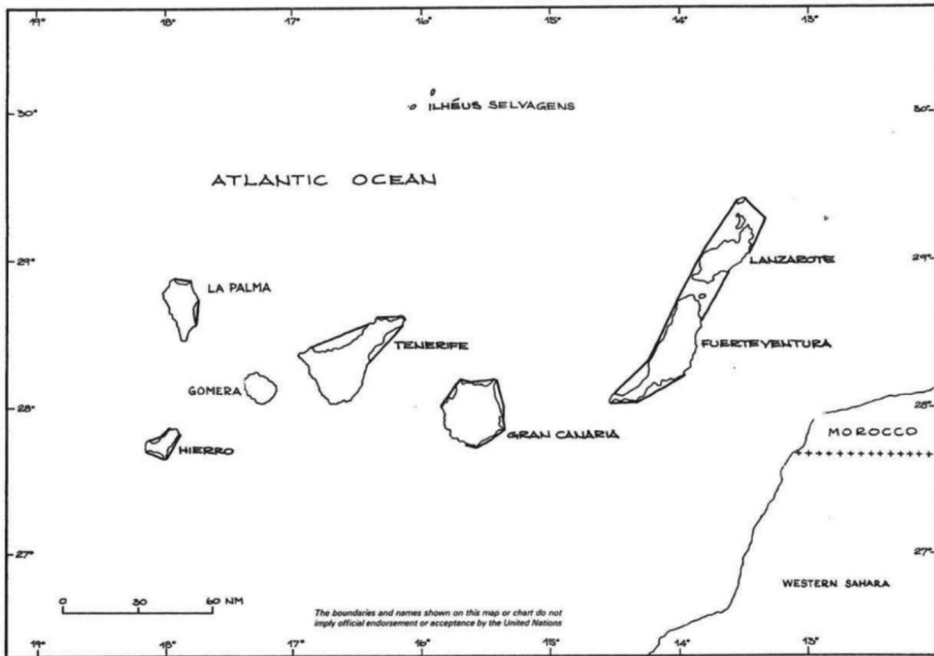 19° 18° 17° 16° 15° 14° 13°
30° ILHÉUS SELVAGENS 30°
ATLANTIC OCEAN
29° LANZAROTE 29°
LA PALMA
TENERIFE FUERTEVENTURA
GOMERA
28° 28°
GRAN CANARIA MOROCCO
HIERRO
27° 27°
WESTERN SAHARA
0 30 60 NM
The boundaries and names shown on this map or chart do not
imply official endorsement or acceptance by the United Nations
19° 18° 17° 16° 15° 14° 13°